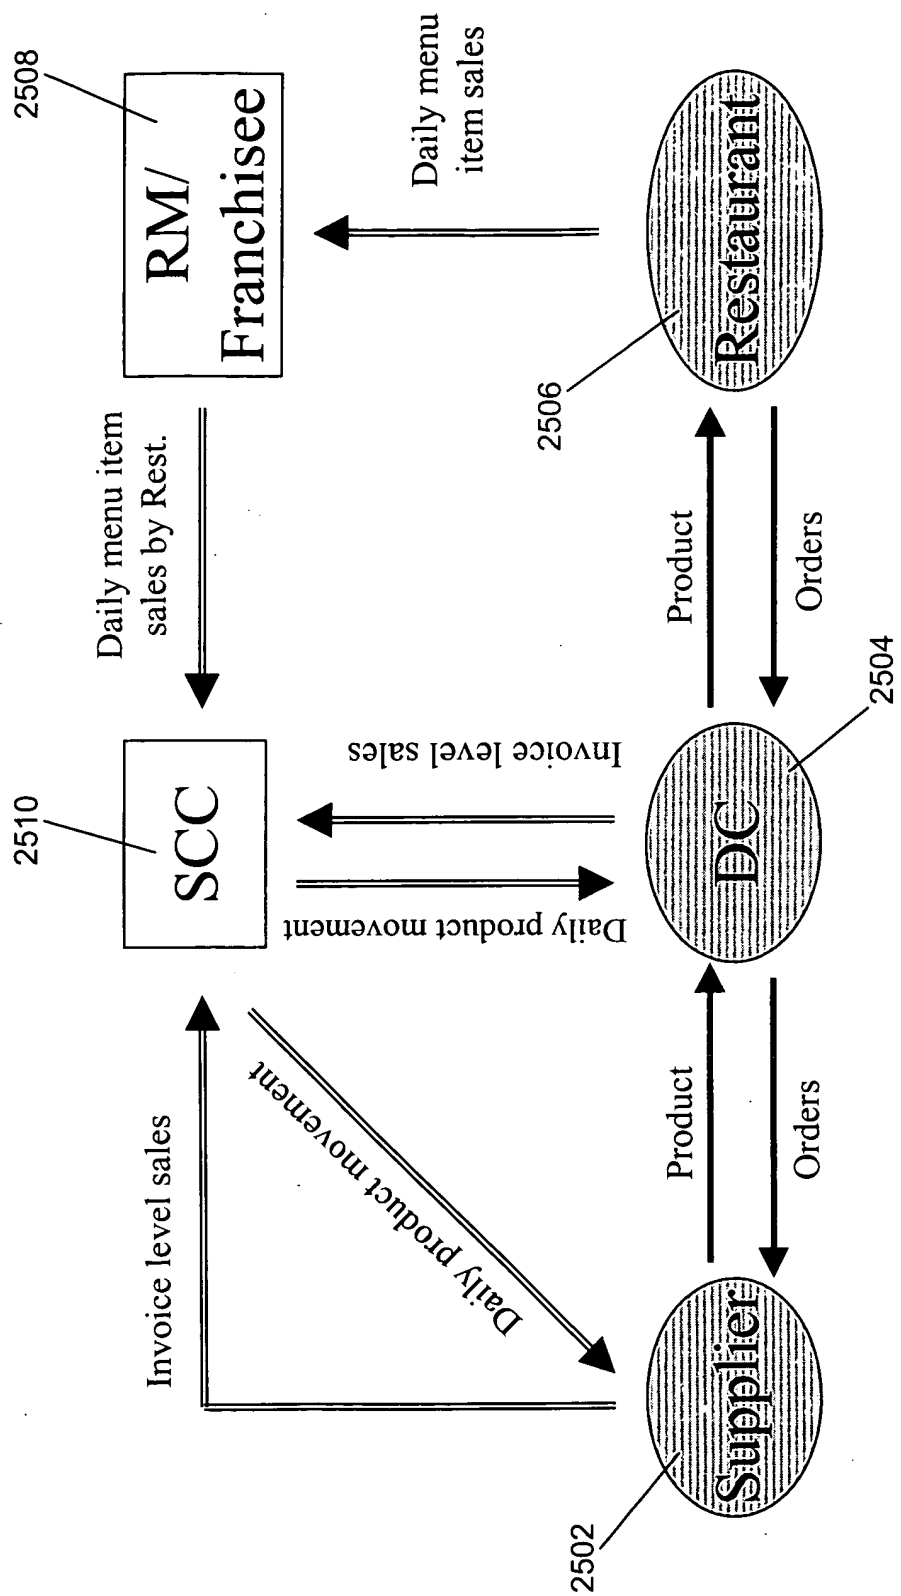 2510
2508
SCC
RM/
Franchisee
Invoice level sales
Daily menu item
sales by Rest.
Daily product movement
Daily product movement
Invoice level sales
Daily menu
item sales
2502
Supplier
Product
Orders
DC
2504
Product
Orders
2506
Restaurant